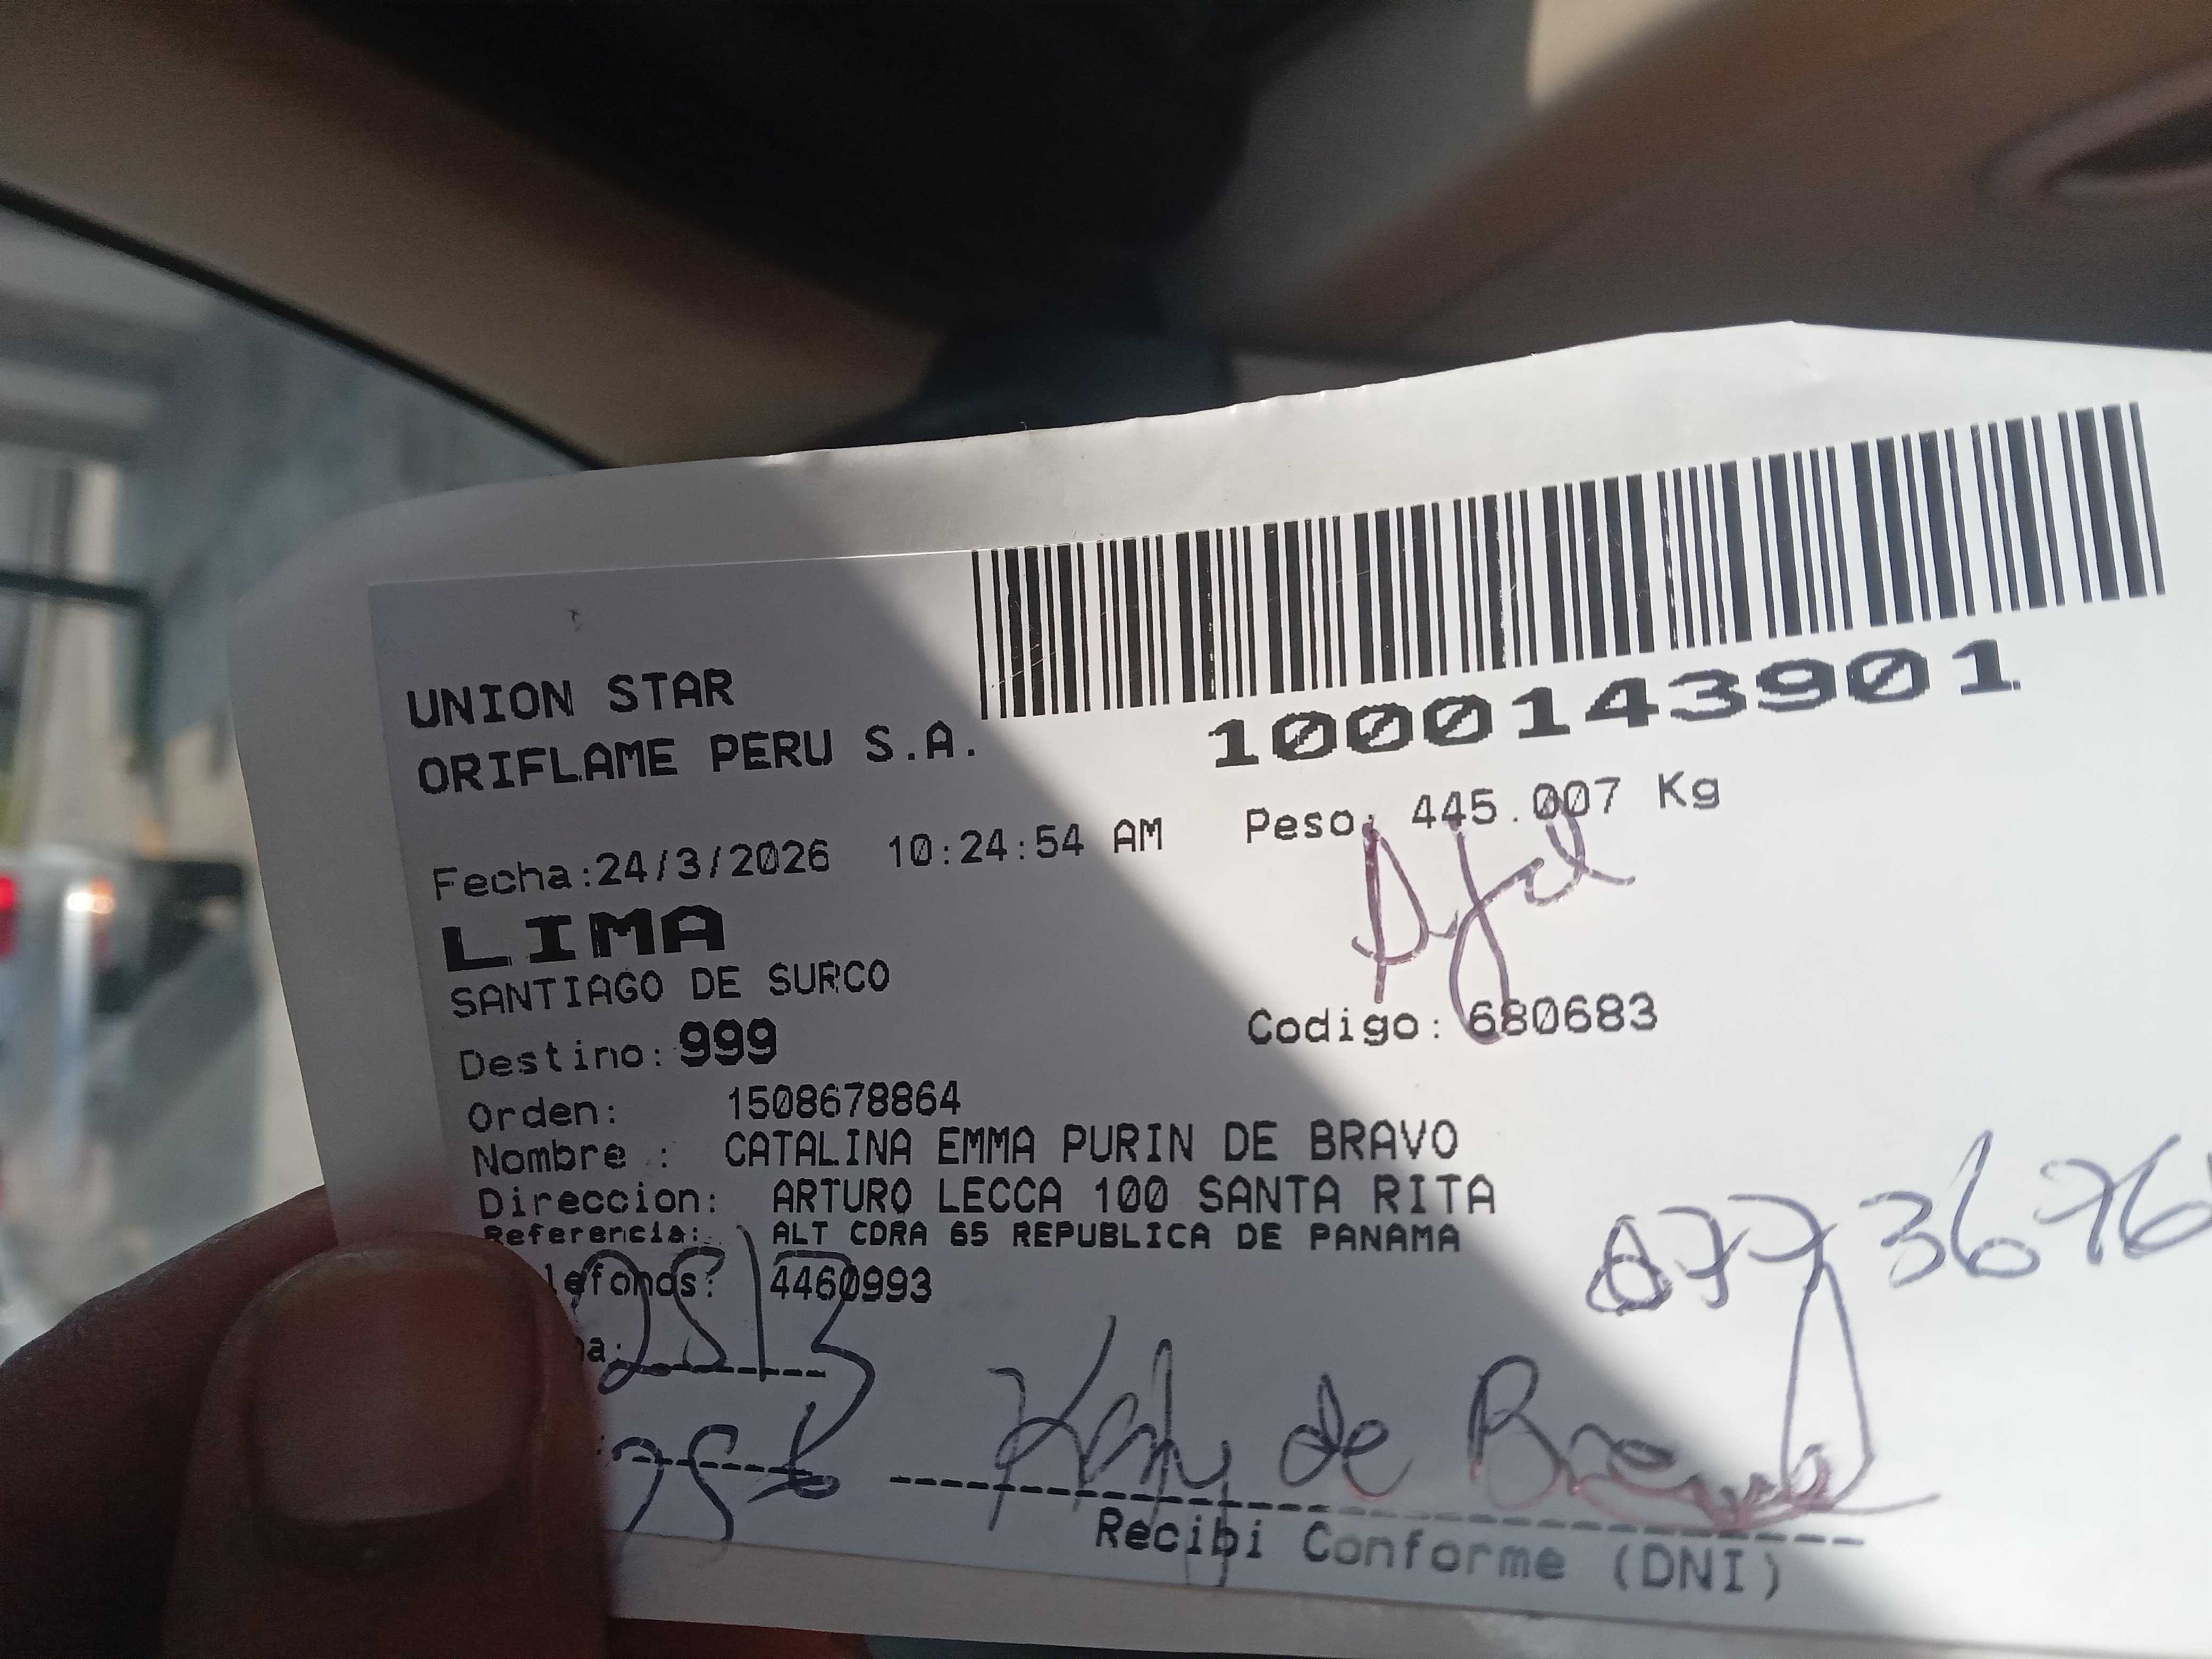 UNION STAR
ORIFLAME PERU S.A.
1000143901
Fecha:24/3/2026 10:24:54 AM Peso: 445.007 Kg
LIMA
SANTIAGO DE SURCO
Destino: 999 Codigo: 680683
Orden: 1508678864
Nombre : CATALINA EMMA PURIN DE BRAVO
Direccion: ARTURO LECCA 100 SANTA RITA
Referencia: ALT CDRA 65 REPUBLICA DE PANAMA
lefonos: 4460993
de Bravo
Recibi Conforme (DNI)